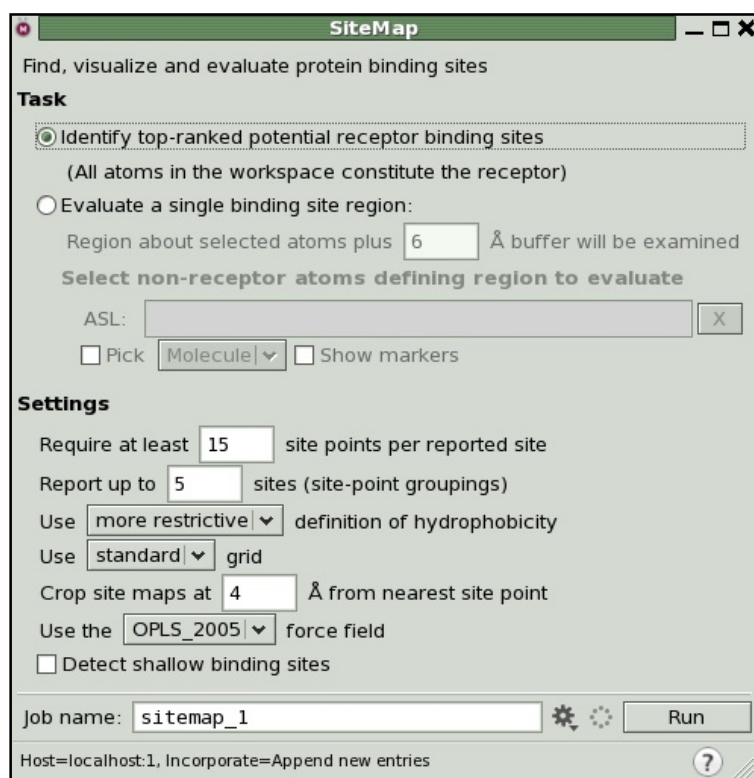 SiteMap
Find, visualize and evaluate protein binding sites
Task
Identify top-ranked potential receptor binding sites
(All atoms in the workspace constitute the receptor)
Evaluate a single binding site region:
Region about selected atoms plus 6 Å buffer will be examined
Select non-receptor atoms defining region to evaluate
ASL: X
Pick Molecule Show markers
Settings
Require at least 15 site points per reported site
Report up to 5 sites (site-point groupings)
Use more restrictive definition of hydrophobicity
Use standard grid
Crop site maps at 4 Å from nearest site point
Use the OPLS_2005 force field
Detect shallow binding sites
Job name: sitemap_1 Run
Host=localhost:1, Incorporate=Append new entries ?